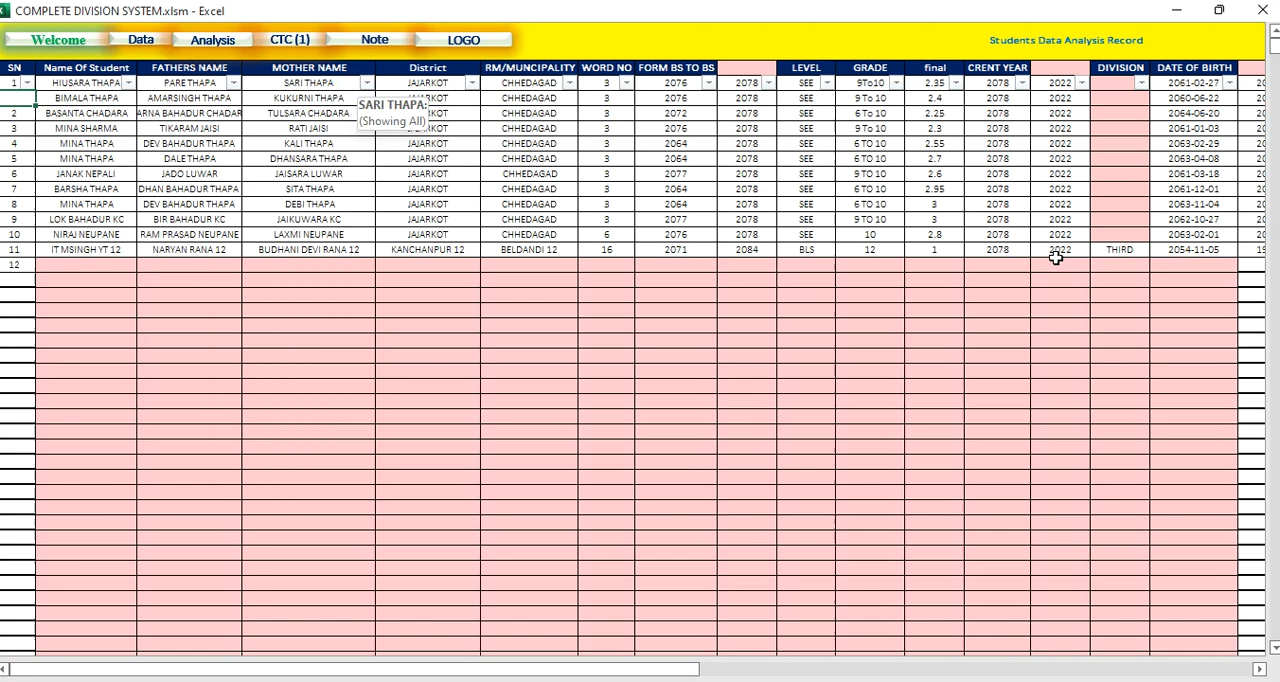 COMPLETE DIVISION SYSTEM.xlsm - Excel
Welcome Data Analysis CTC (1) Note LOGO Students Data Analysis Record
SN Name Of Student FATHERS NAME MOTHER NAME District RM/MUNCIPALITY WORD NO FORM BS TO BS LEVEL GRADE final CRENT YEAR DIVISION DATE OF BIRTH
1 HIUSARA THAPA PARE THAPA SARI THAPA JAJARKOT CHHEDAGAD 3 2076 2078 SEE 9To10 2.35 2078 2022 2061-02-27
BIMALA THAPA AMARSINGH THAPA KUKURNI THAPA CHHEDAGAD 3 2076 2078 SEE 9 To 10 2.4 2078 2022 2060-06-22
SARI THAPA:
(Showing All)
2 BASANTA CHADARA ARNA BAHADUR CHADAR TULSARA CHADARA CHHEDAGAD 3 2072 2078 SEE 6 To 10 2.25 2078 2022 2064-06-20
3 MINA SHARMA TIKARAM JAISI RATI JAISI JAJARKOT CHHEDAGAD 3 2076 2078 SEE 9 To 10 2.3 2078 2022 2061-01-03
4 MINA THAPA DEV BAHADUR THAPA KALI THAPA JAJARKOT CHHEDAGAD 3 2064 2078 SEE 6 TO 10 2.55 2078 2022 2063-02-29
5 MINA THAPA DALE THAPA DHANSARA THAPA JAJARKOT CHHEDAGAD 3 2064 2078 SEE 6 TO 10 2.7 2078 2022 2063-04-08
6 JANAK NEPALI JADO LUWAR JAISARA LUWAR JAJARKOT CHHEDAGAD 3 2077 2078 SEE 9 TO 10 2.6 2078 2022 2061-03-18
7 BARSHA THAPA DHAN BAHADUR THAPA SITA THAPA JAJARKOT CHHEDAGAD 3 2064 2078 SEE 6 TO 10 2.95 2078 2022 2061-12-01
8 MINA THAPA DEV BAHADUR THAPA DEBI THAPA JAJARKOT CHHEDAGAD 3 2064 2078 SEE 6 TO 10 3 2078 2022 2063-11-04
9 LOK BAHADUR KC BIR BAHADUR KC JAIKUWARA KC JAJARKOT CHHEDAGAD 3 2077 2078 SEE 9 TO 10 3 2078 2022 2062-10-27
10 NIRAJ NEUPANE RAM PRASAD NEUPANE LAXMI NEUPANE JAJARKOT CHHEDAGAD 6 2076 2078 SEE 10 2.8 2078 2022 2063-02-01
11 IT MSINGH YT 12 NARYAN RANA 12 BUDHANI DEVI RANA 12 KANCHANPUR 12 BELDANDI 12 16 2071 2084 BLS 12 1 2078 2022 THIRD 2054-11-05
12